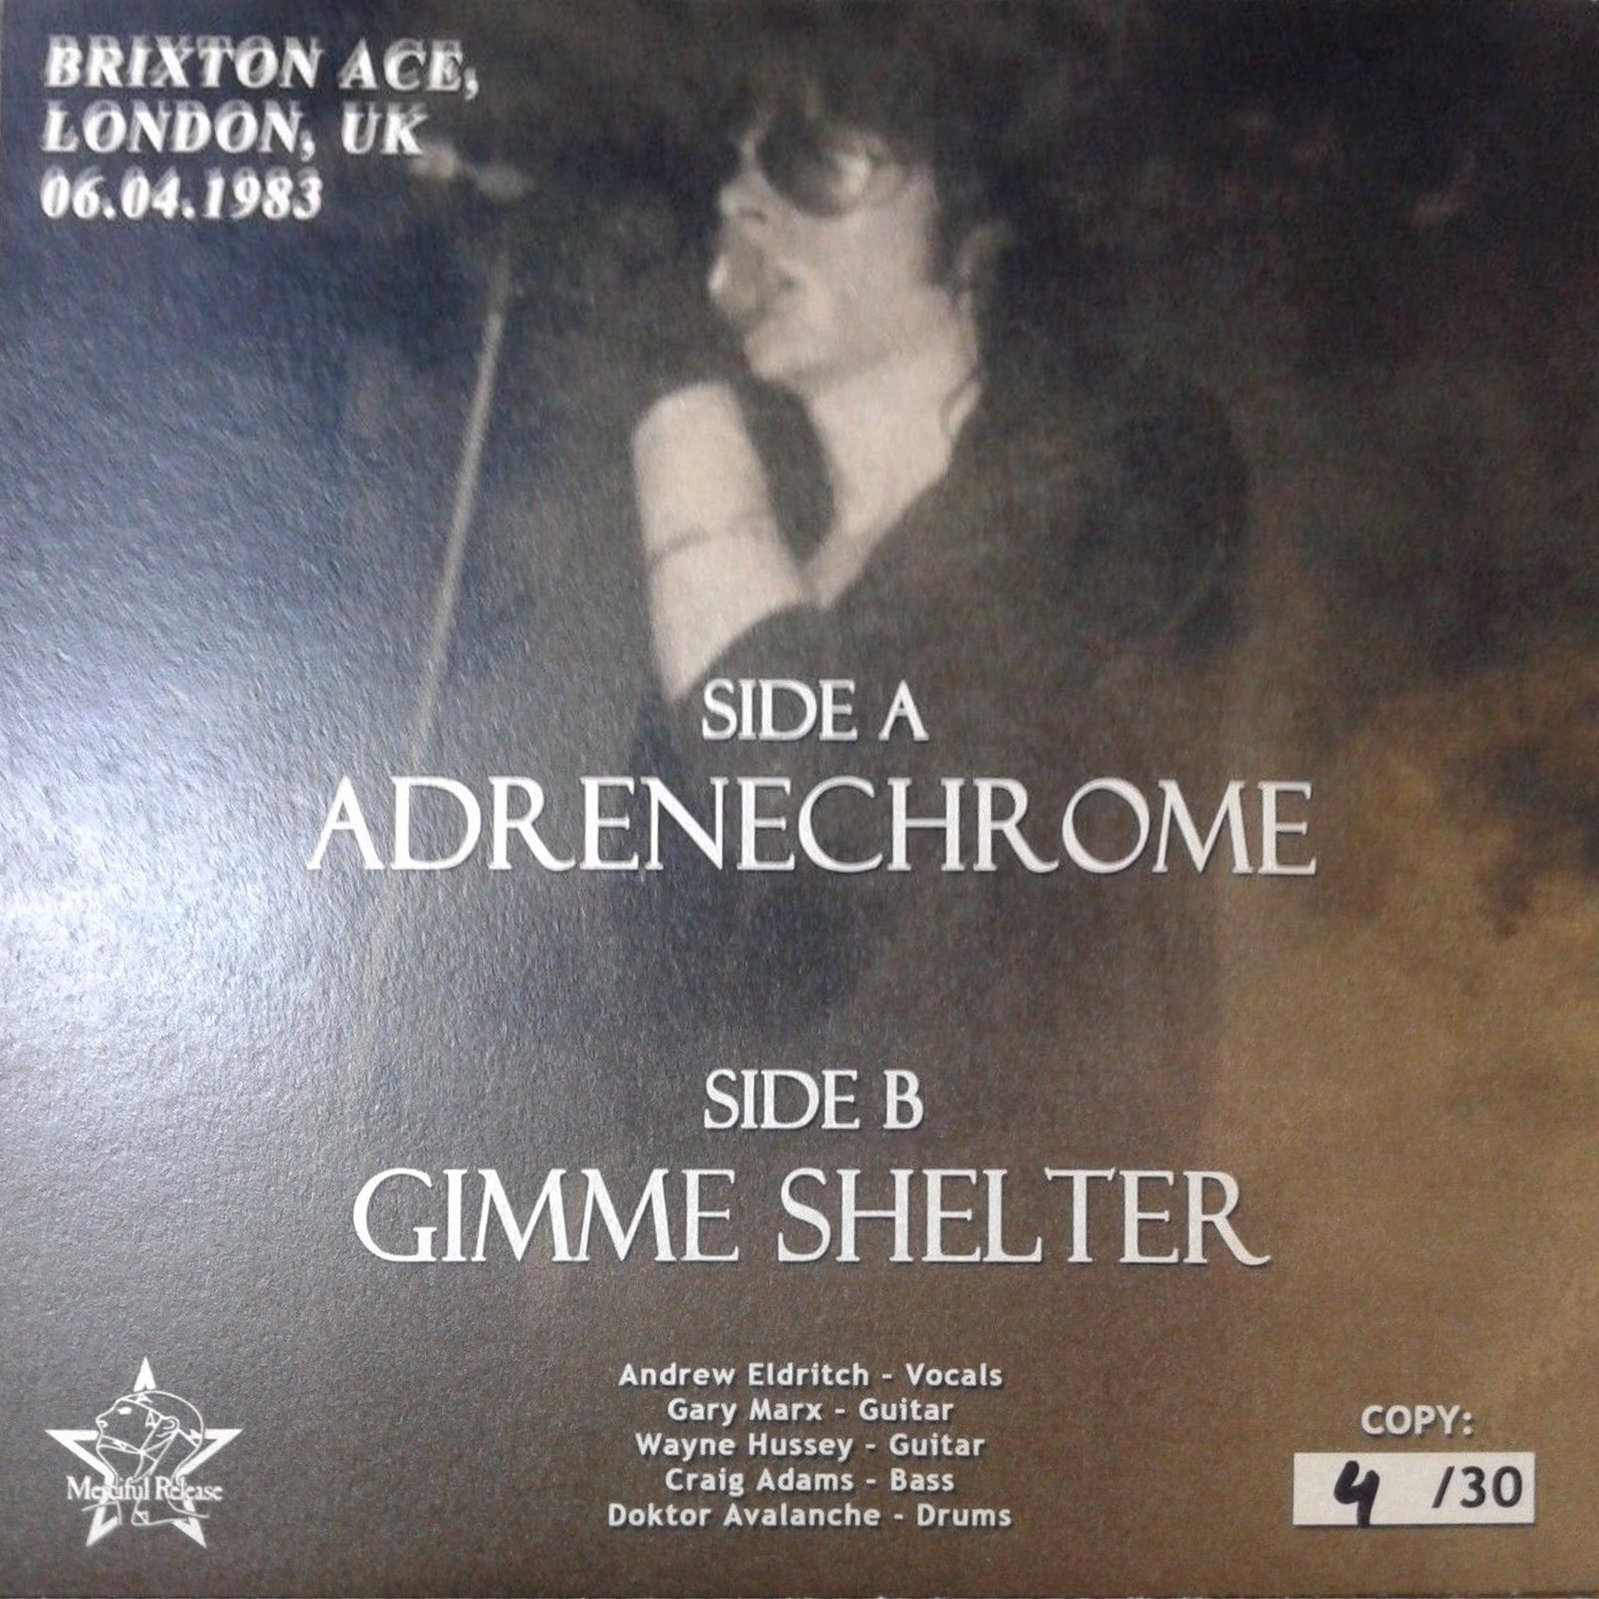 BRIXTON ACE,
LONDON, UK
06.04.1983
SIDE A
ADRENECHROME
SIDE B
GIMME SHELTER
Andrew Eldritch - Vocals
Gary Marx - Guitar
Wayne Hussey - Guitar
Craig Adams - Bass
Doktor Avalanche - Drums
Merciful Release
COPY:
4 /30